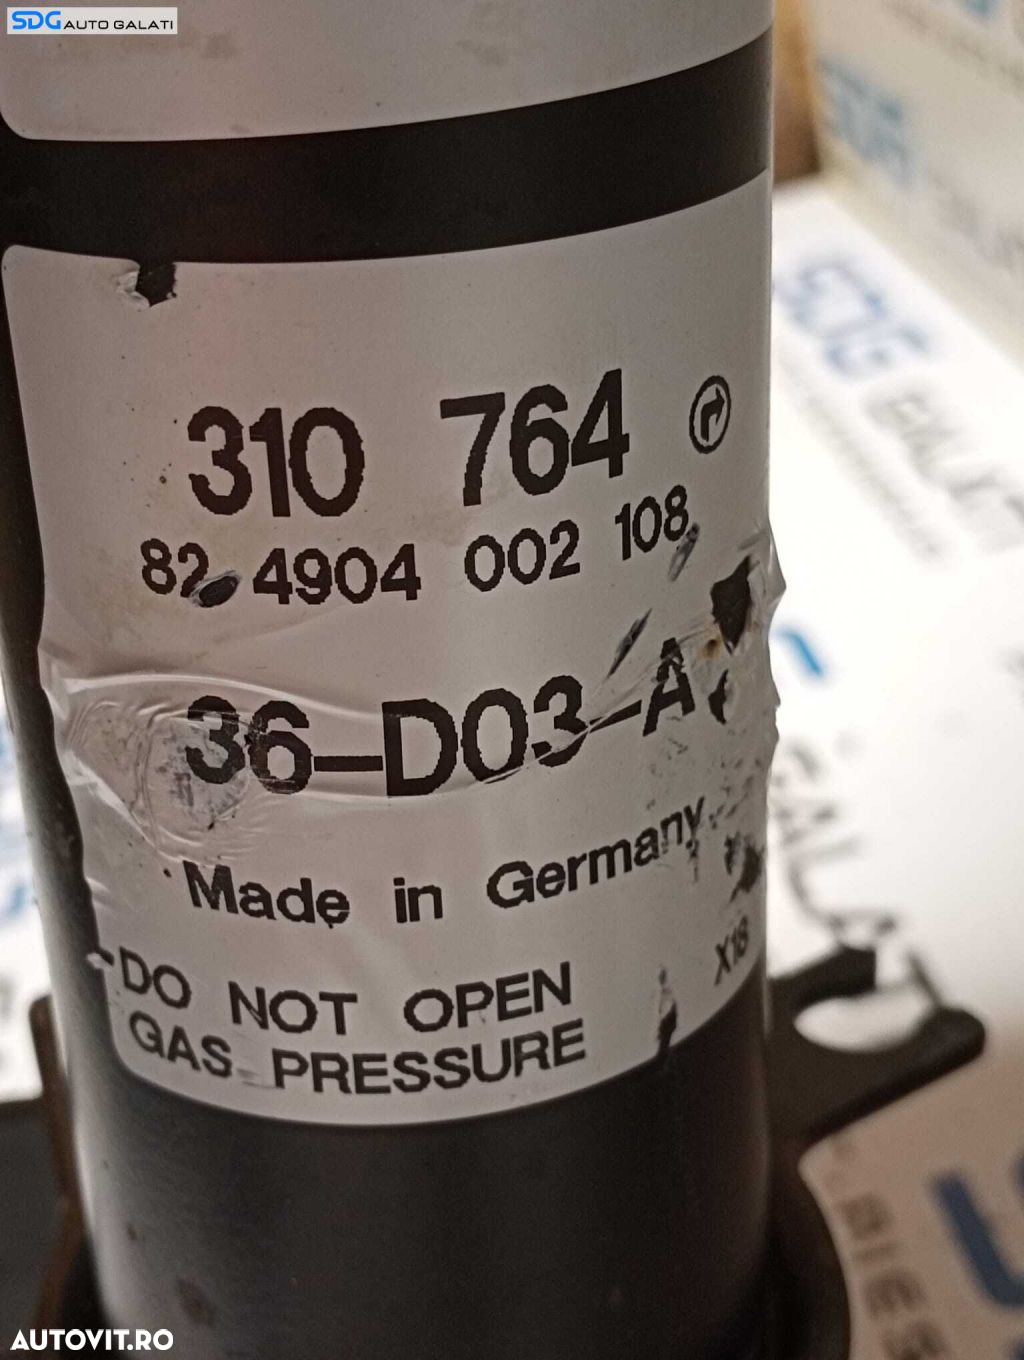 SDG AUTO GALATI
310 764
82 4904 002 108
36-D03-A
Made in Germany
X18
DO NOT OPEN
GAS PRESSURE
SDG
AUTOVIT.RO